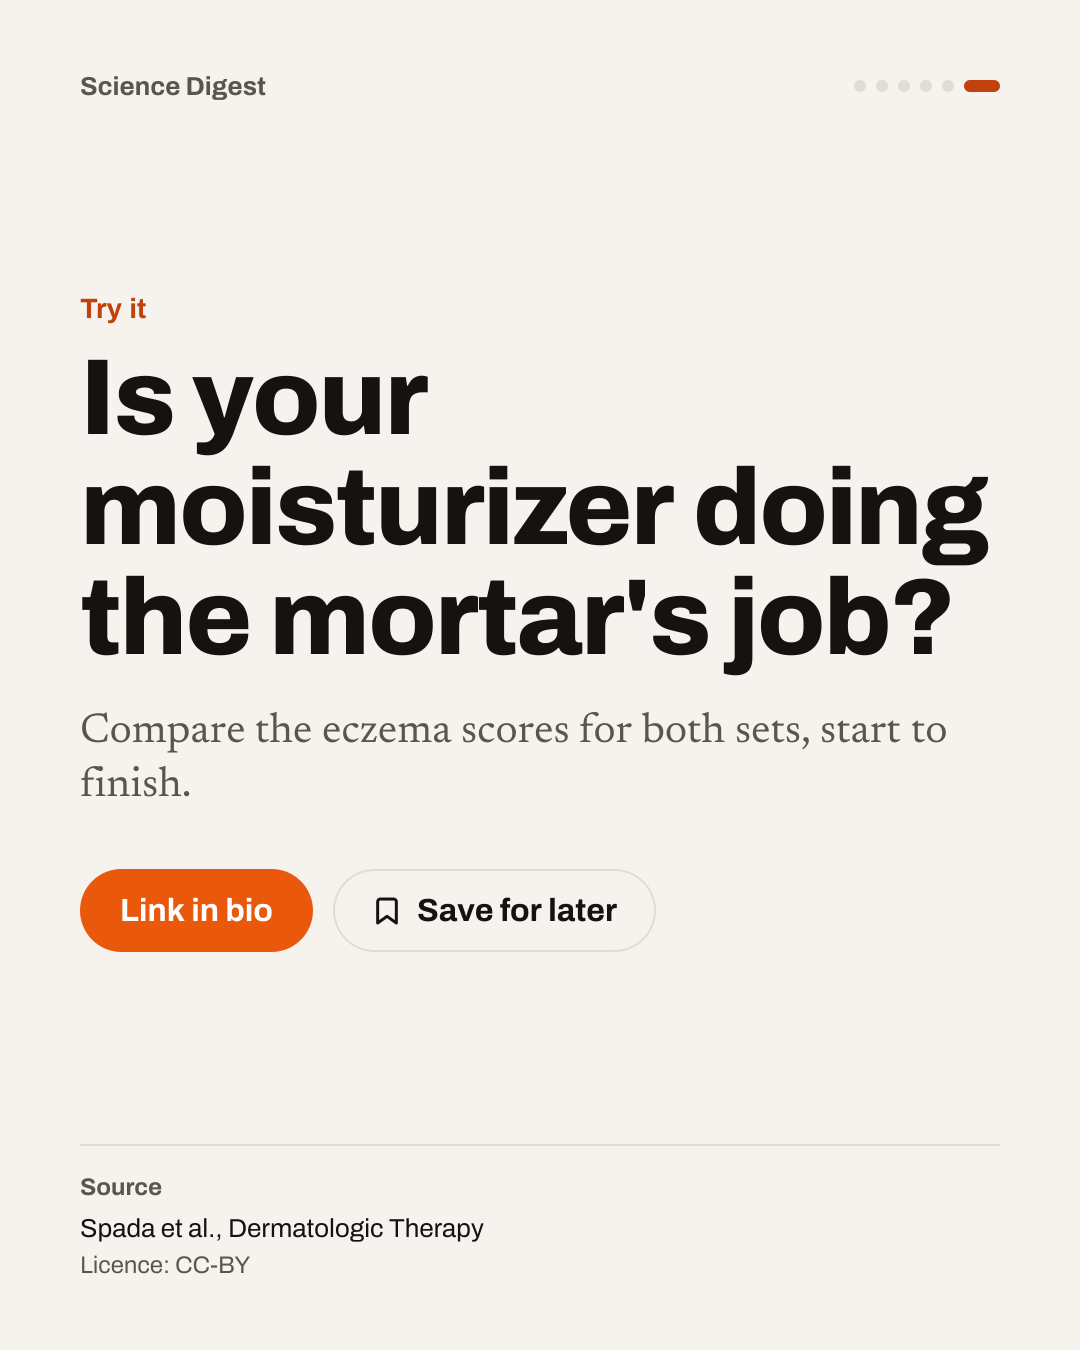 Science Digest
Try it
Is your
moisturizer doing
the mortar's job?
Compare the eczema scores for both sets, start to
finish.
Link in bio
Save for later
Source
Spada et al., Dermatologic Therapy
Licence: CC-BY